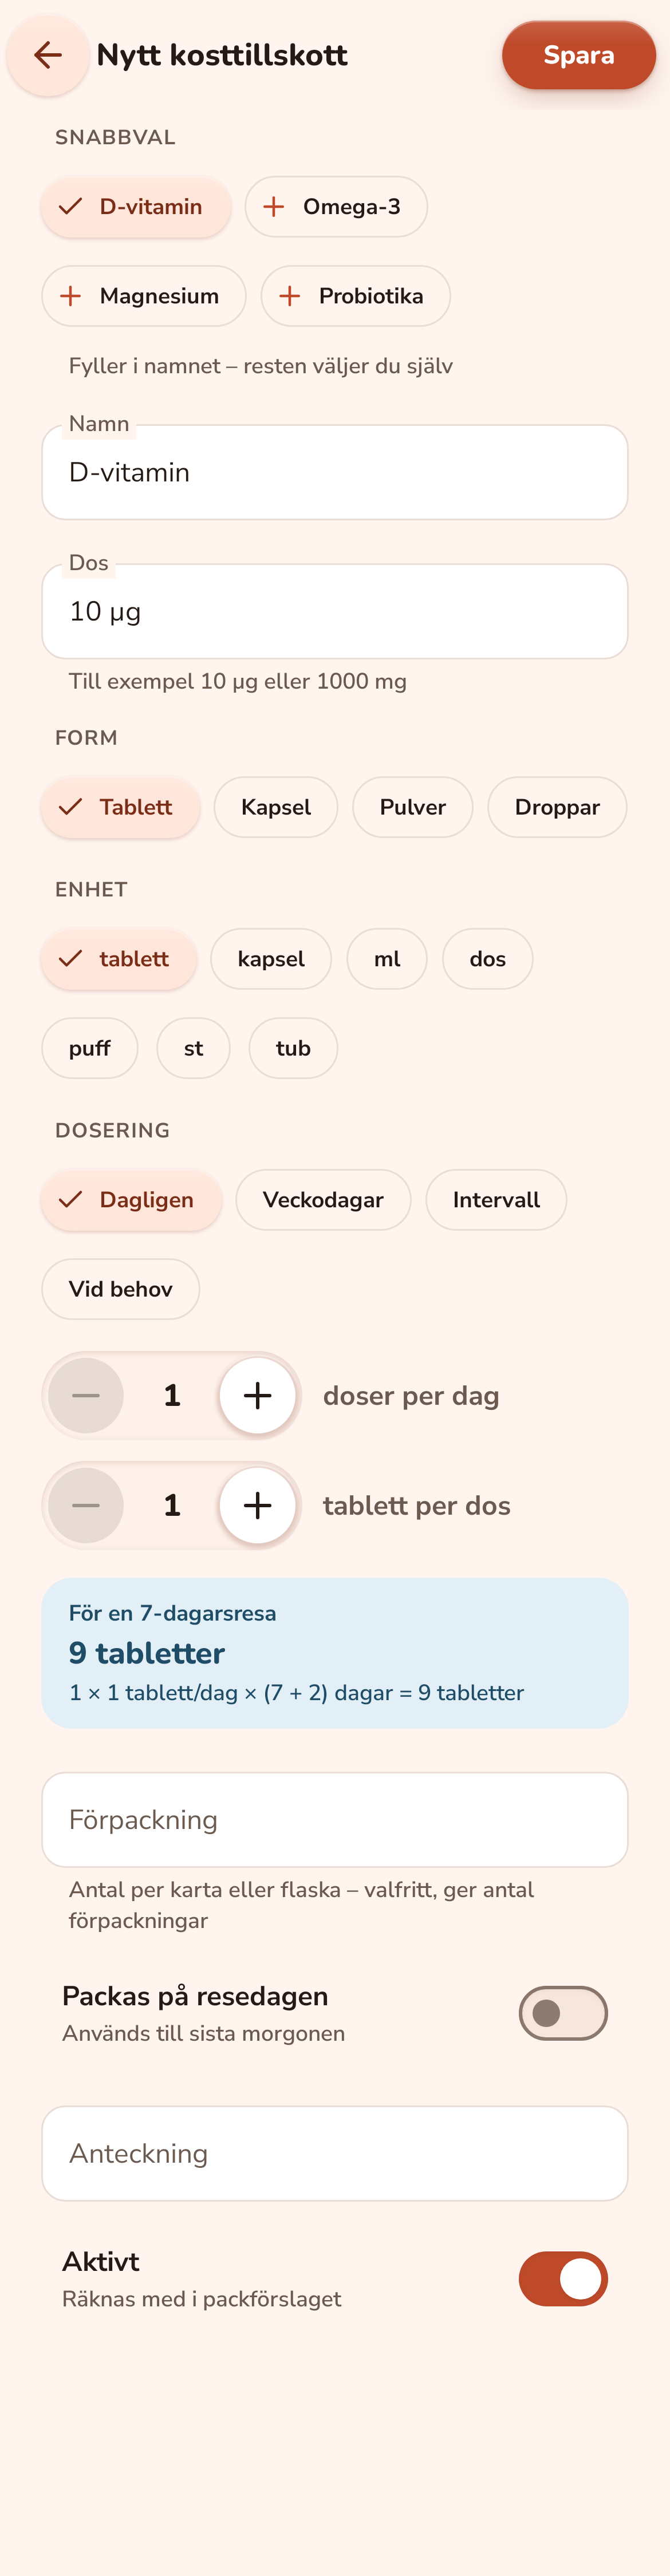 Nytt kosttillskott
Spara
SNABBVAL
D-vitamin
Omega-3
Magnesium
Probiotika
Fyller i namnet – resten väljer du själv
Namn
D-vitamin
Dos
10 µg
Till exempel 10 µg eller 1000 mg
FORM
Tablett
Kapsel
Pulver
Droppar
ENHET
tablett
kapsel
ml
dos
puff
st
tub
DOSERING
Dagligen
Veckodagar
Intervall
Vid behov
1
doser per dag
1
tablett per dos
För en 7-dagarsresa
9 tabletter
1 × 1 tablett/dag × (7 + 2) dagar = 9 tabletter
Förpackning
Antal per karta eller flaska – valfritt, ger antal
förpackningar
Packas på resedagen
Används till sista morgonen
Anteckning
Aktivt
Räknas med i packförslaget